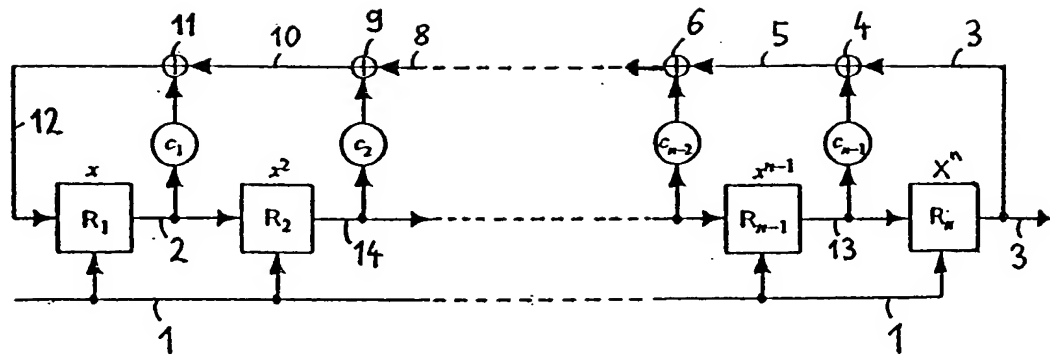 11 10 9 8 6 5 4 3
12 c₁ c₂ cₙ₋₂ cₙ₋₁
x x² xⁿ⁻¹ Xⁿ
R₁ R₂ Rₙ₋₁ Rₙ
2 14 13 3
1 1